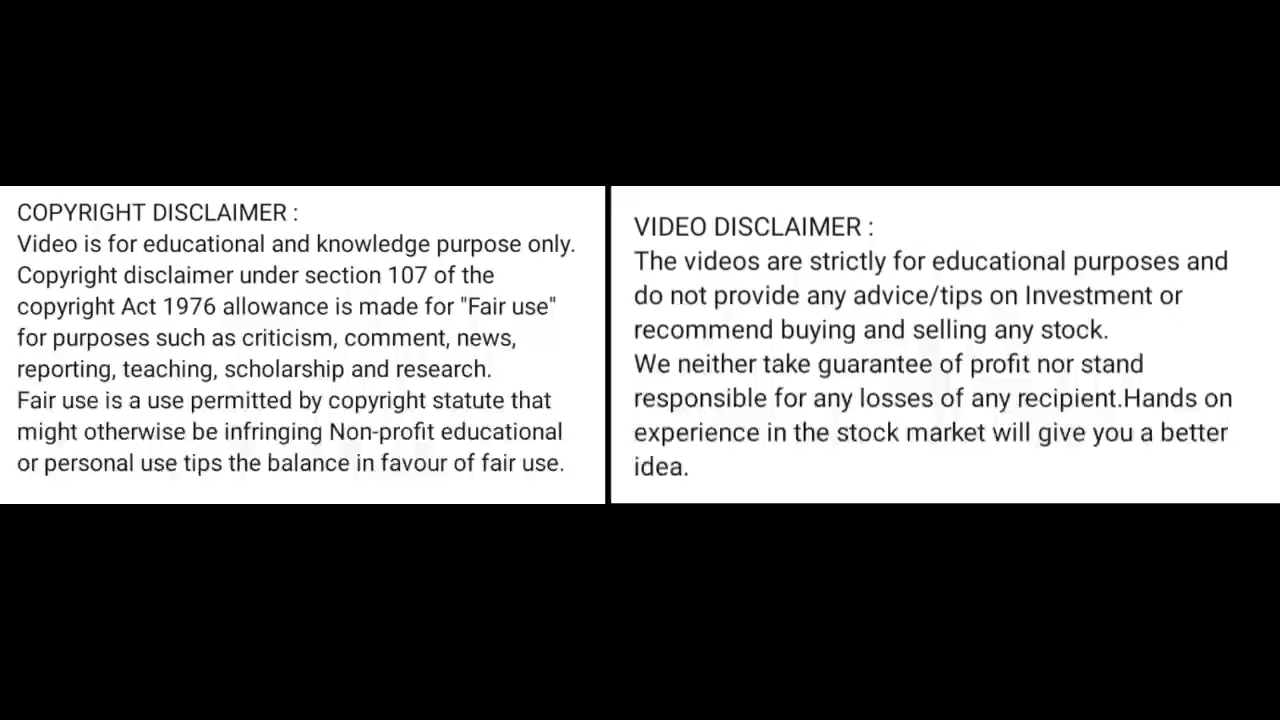 COPYRIGHT DISCLAIMER :
Video is for educational and knowledge purpose only.
Copyright disclaimer under section 107 of the
copyright Act 1976 allowance is made for "Fair use"
for purposes such as criticism, comment, news,
reporting, teaching, scholarship and research.
Fair use is a use permitted by copyright statute that
might otherwise be infringing Non-profit educational
or personal use tips the balance in favour of fair use.
VIDEO DISCLAIMER :
The videos are strictly for educational purposes and
do not provide any advice/tips on Investment or
recommend buying and selling any stock.
We neither take guarantee of profit nor stand
responsible for any losses of any recipient.Hands on
experience in the stock market will give you a better
idea.